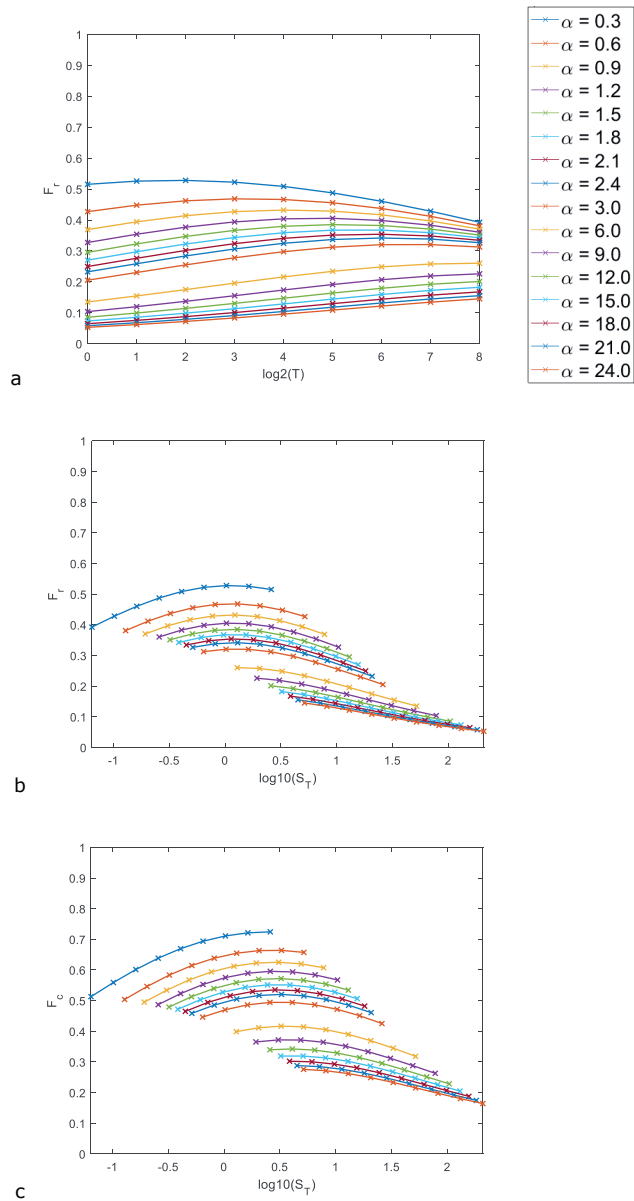 1
0.9
0.8
0.7
0.6
0.5
0.4
0.3
0.2
0.1
0
F_r
0 1 2 3 4 5 6 7 8
log2(T)
a
α = 0.3
α = 0.6
α = 0.9
α = 1.2
α = 1.5
α = 1.8
α = 2.1
α = 2.4
α = 3.0
α = 6.0
α = 9.0
α = 12.0
α = 15.0
α = 18.0
α = 21.0
α = 24.0
1
0.9
0.8
0.7
0.6
0.5
0.4
0.3
0.2
0.1
0
F_r
-1 -0.5 0 0.5 1 1.5 2
log10(S_T)
b
1
0.9
0.8
0.7
0.6
0.5
0.4
0.3
0.2
0.1
0
F_c
-1 -0.5 0 0.5 1 1.5 2
log10(S_T)
c